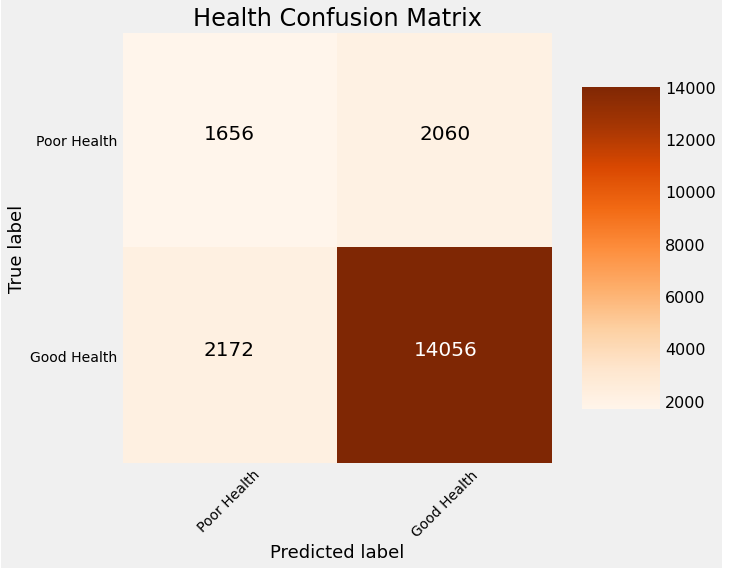 Health Confusion Matrix
True label
Poor Health
1656
2060
Good Health
2172
14056
Poor Health
Good Health
Predicted label
14000
12000
10000
8000
6000
4000
2000